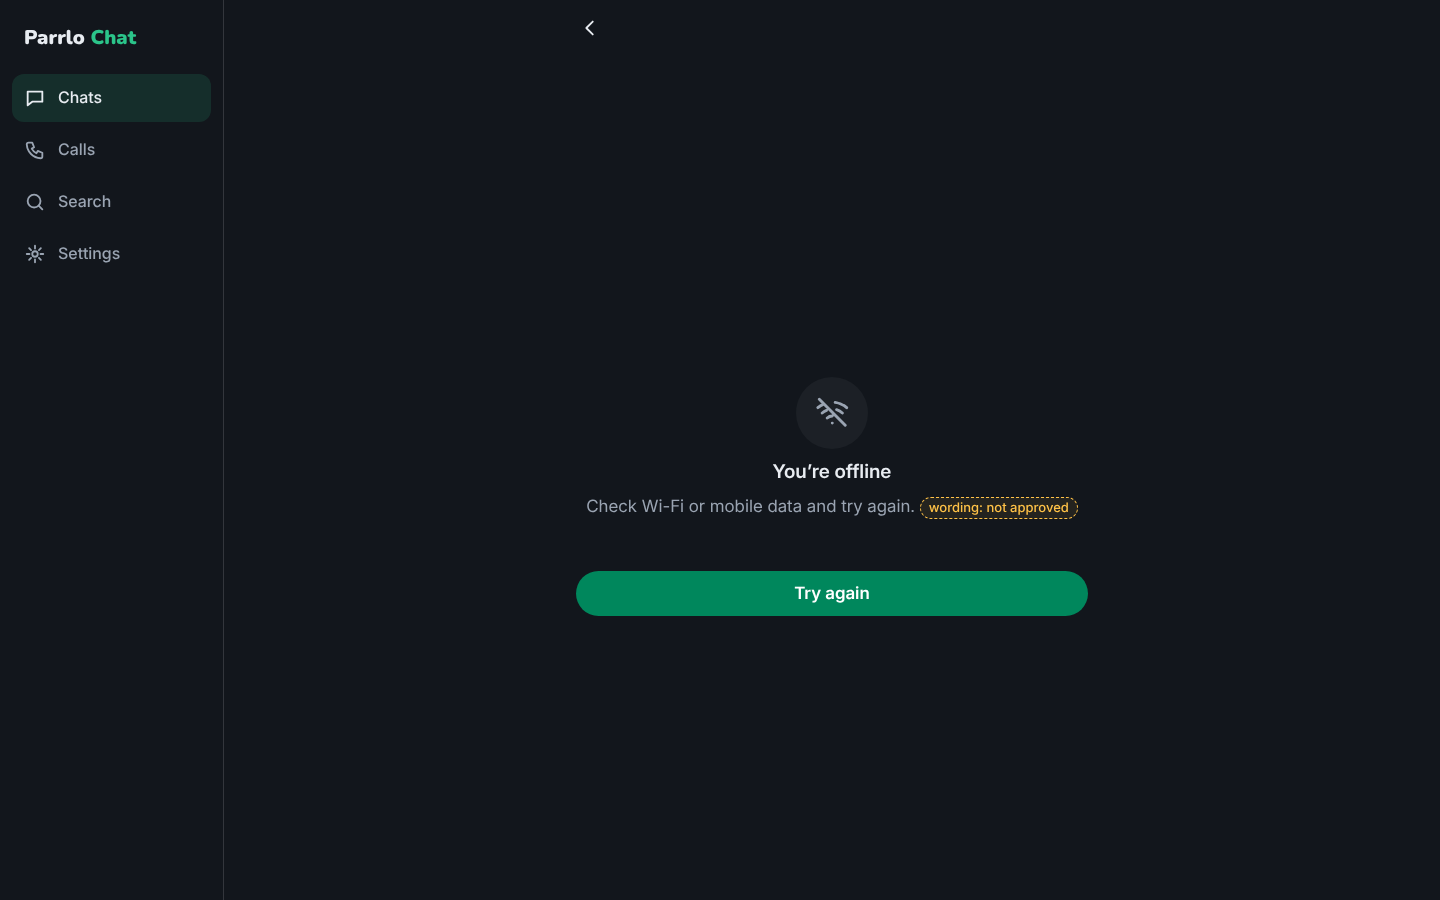 Parrlo Chat
Chats
Calls
Search
Settings
You’re offline
Check Wi-Fi or mobile data and try again. wording: not approved
Try again